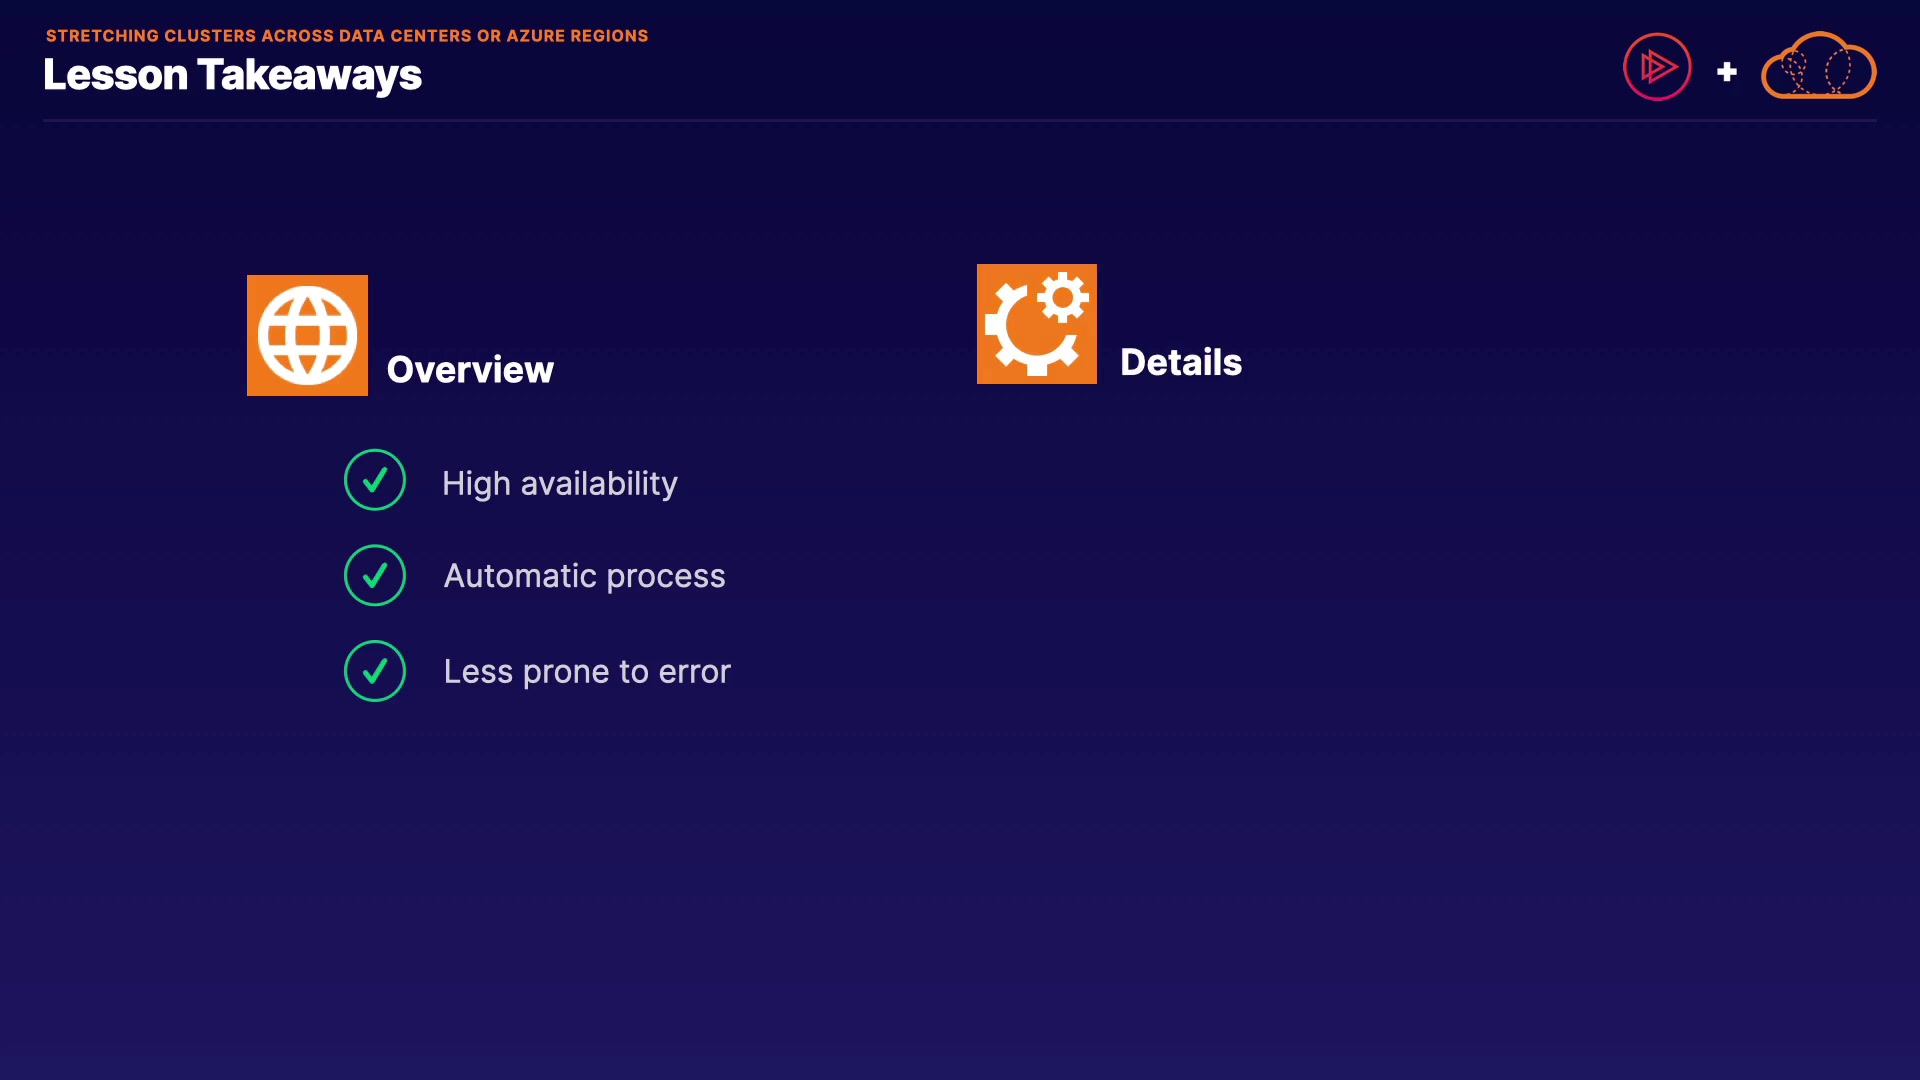 STRETCHING CLUSTERS ACROSS DATA CENTERS OR AZURE REGIONS
Lesson Takeaways
Overview
High availability
Automatic process
Less prone to error
Details